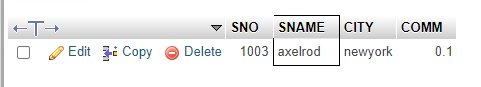 SNO SNAME CITY COMM
Edit Copy Delete 1003 axelrod newyork 0.1